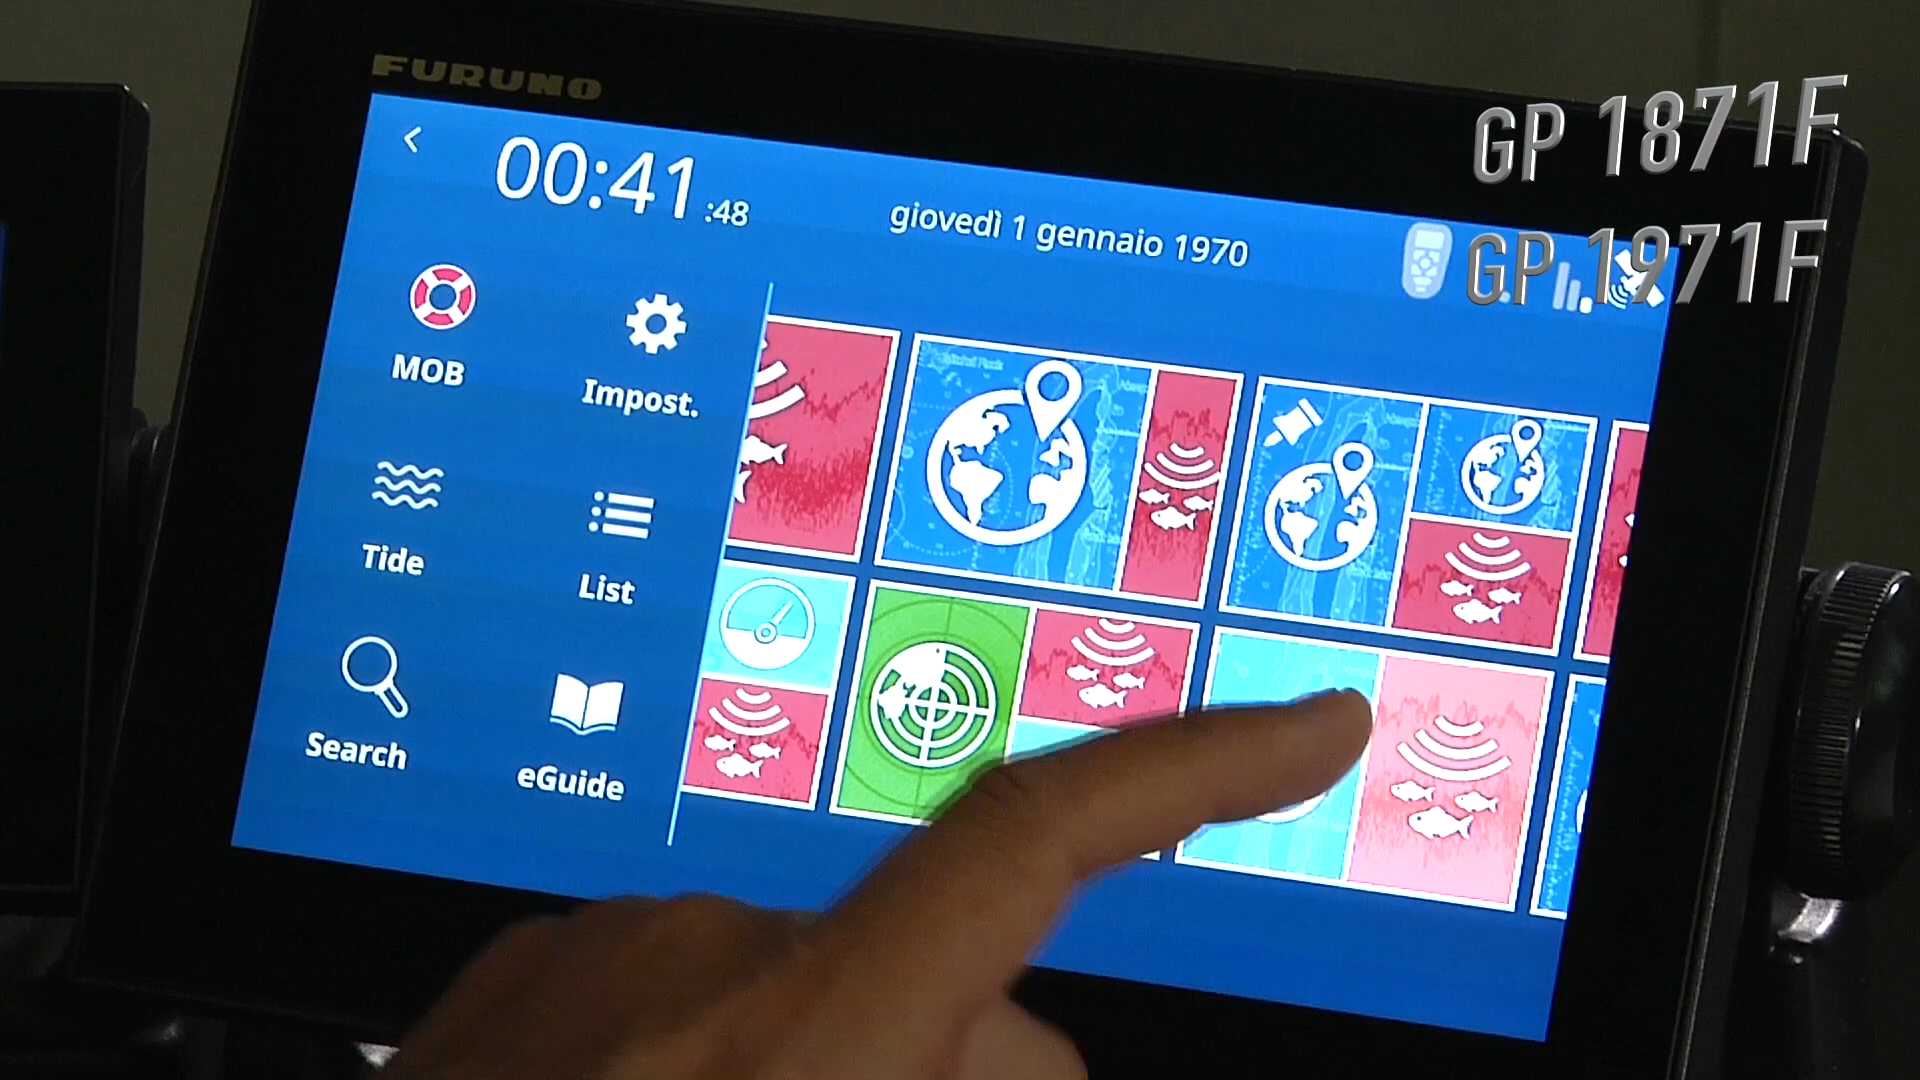 FURUNO
GP 1871F
GP 1971F
00:41:48
giovedì 1 gennaio 1970
MOB
Impost.
Tide
List
Search
eGuide